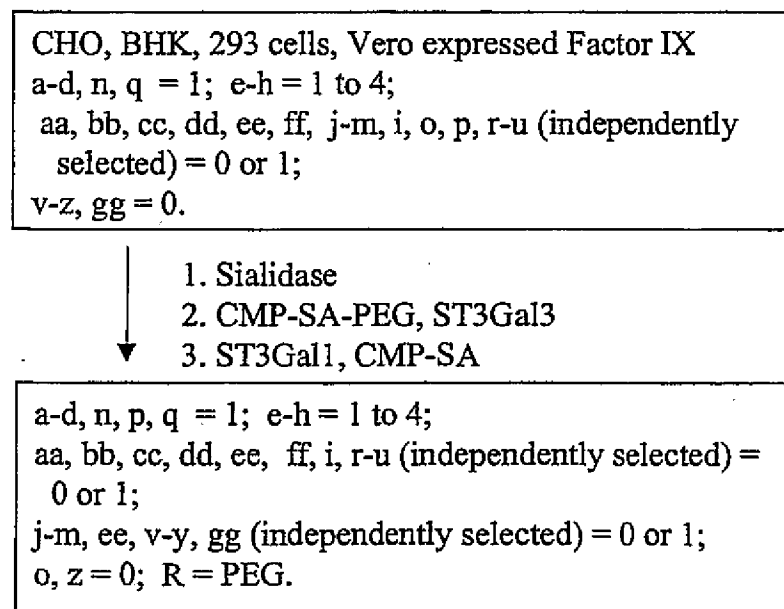 CHO, BHK, 293 cells, Vero expressed Factor IX
a-d, n, q = 1; e-h = 1 to 4;
aa, bb, cc, dd, ee, ff, j-m, i, o, p, r-u (independently
selected) = 0 or 1;
v-z, gg = 0.
1. Sialidase
2. CMP-SA-PEG, ST3Gal3
3. ST3Gal1, CMP-SA
a-d, n, p, q = 1; e-h = 1 to 4;
aa, bb, cc, dd, ee, ff, i, r-u (independently selected) =
0 or 1;
j-m, ee, v-y, gg (independently selected) = 0 or 1;
o, z = 0; R = PEG.